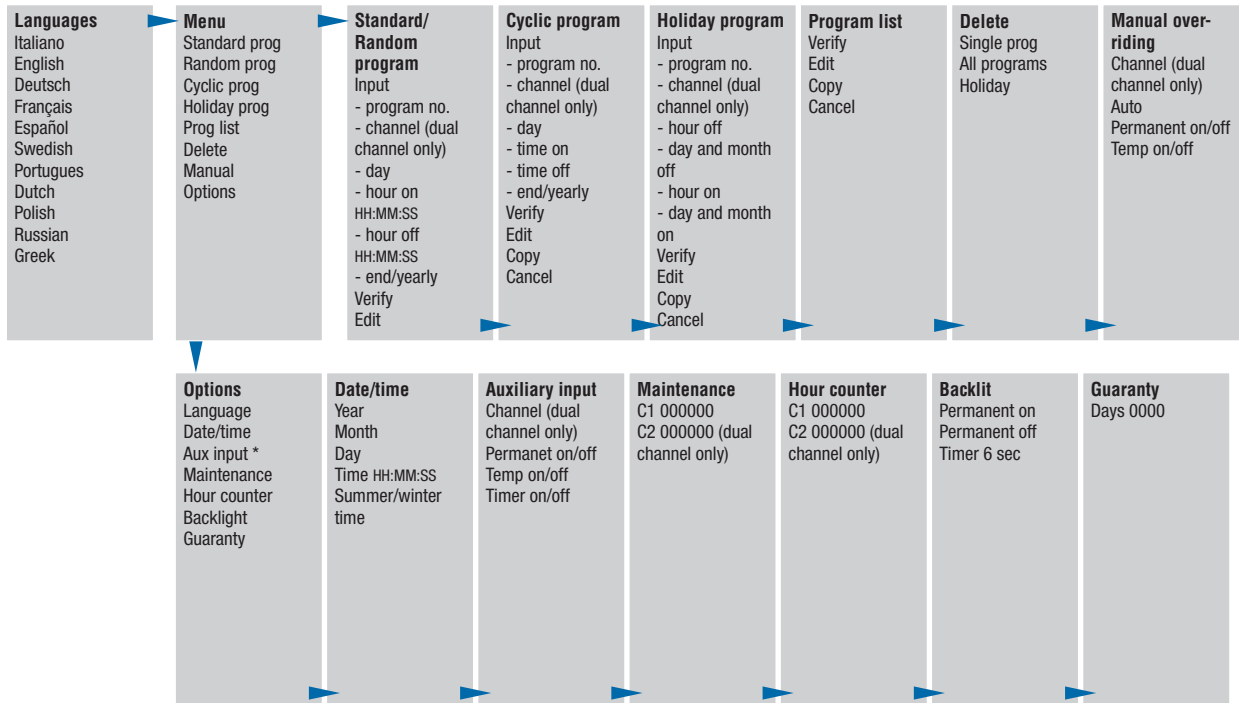 Languages
Italiano
English
Deutsch
Français
Español
Swedish
Portugues
Dutch
Polish
Russian
Greek
Menu
Standard prog
Random prog
Cyclic prog
Holiday prog
Prog list
Delete
Manual
Options
Standard/
Random
program
Input
- program no.
- channel (dual
channel only)
- day
- hour on
HH:MM:SS
- hour off
HH:MM:SS
- end/yearly
Verify
Edit
Cyclic program
Input
- program no.
- channel (dual
channel only)
- day
- time on
- time off
- end/yearly
Verify
Edit
Copy
Cancel
Holiday program
Input
- program no.
- channel (dual
channel only)
- hour off
- day and month
off
- hour on
- day and month
on
Verify
Edit
Copy
Cancel
Program list
Verify
Edit
Copy
Cancel
Delete
Single prog
All programs
Holiday
Manual over-
riding
Channel (dual
channel only)
Auto
Permanent on/off
Temp on/off
Options
Language
Date/time
Aux input *
Maintenance
Hour counter
Backlight
Guaranty
Date/time
Year
Month
Day
Time HH:MM:SS
Summer/winter
time
Auxiliary input
Channel (dual
channel only)
Permanet on/off
Temp on/off
Timer on/off
Maintenance
C1 000000
C2 000000 (dual
channel only)
Hour counter
C1 000000
C2 000000 (dual
channel only)
Backlit
Permanent on
Permanent off
Timer 6 sec
Guaranty
Days 0000